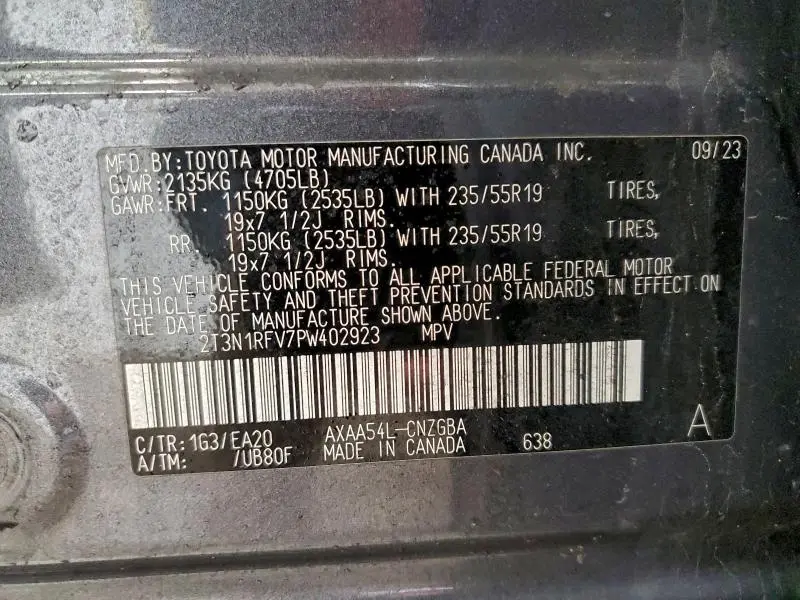 MFD. BY: TOYOTA MOTOR MANUFACTURING CANADA INC. 09/23
GVWR: 2135KG (4705LB)
GAWR: FRT. 1150KG (2535LB) WITH 235/55R19 TIRES,
19x7 1/2J RIMS.
RR. 1150KG (2535LB) WITH 235/55R19 TIRES,
19x7 1/2J RIMS.
THIS VEHICLE CONFORMS TO ALL APPLICABLE FEDERAL MOTOR
VEHICLE SAFETY AND THEFT PREVENTION STANDARDS IN EFFECT ON
THE DATE OF MANUFACTURE SHOWN ABOVE.
2T3N1RFV7PW402923 MPV
C/TR: 1G3/EA20 AXAA54L-CNZGBA A
A/TM: /UB80F MADE IN CANADA 638